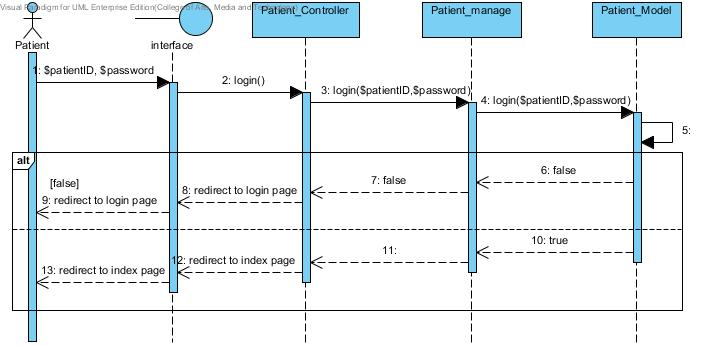 Visual Paradigm for UML Enterprise Edition(College of Arts, Media and Technology)
Patient_Controller
Patient_manage
Patient_Model
Patient
interface
1: $patientID, $password
2: login()
3: login($patientID,$password)
4: login($patientID,$password)
5:
alt
6: false
7: false
[false]
8: redirect to login page
9: redirect to login page
10: true
11:
12: redirect to index page
13: redirect to index page